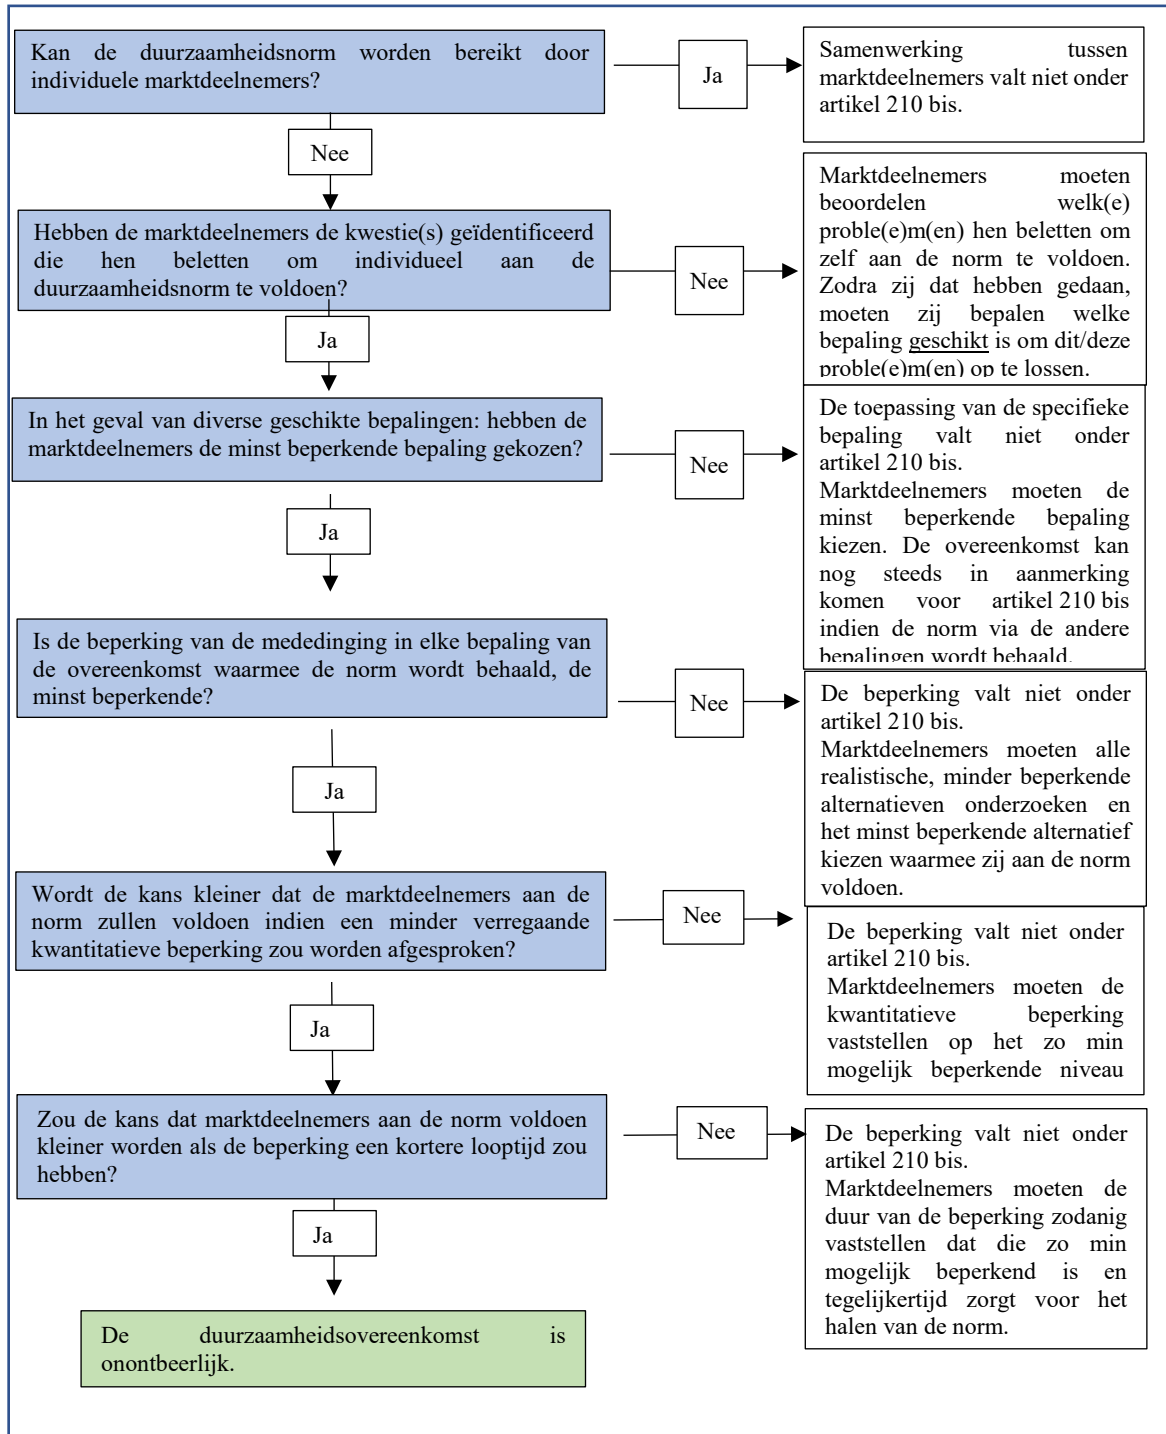 Kan de duurzaamheidsnorm worden bereikt door
individuele marktdeelnemers?
Ja
Samenwerking tussen
marktdeelnemers valt niet onder
artikel 210 bis.
Nee
Hebben de marktdeelnemers de kwestie(s) geïdentificeerd
die hen beletten om individueel aan de
duurzaamheidsnorm te voldoen?
Nee
Marktdeelnemers moeten
beoordelen welk(e)
proble(e)m(en) hen beletten om
zelf aan de norm te voldoen.
Zodra zij dat hebben gedaan,
moeten zij bepalen welke
bepaling geschikt is om dit/deze
proble(e)m(en) op te lossen.
Ja
In het geval van diverse geschikte bepalingen: hebben de
marktdeelnemers de minst beperkende bepaling gekozen?
Nee
De toepassing van de specifieke
bepaling valt niet onder
artikel 210 bis.
Marktdeelnemers moeten de
minst beperkende bepaling
kiezen. De overeenkomst kan
nog steeds in aanmerking
komen voor artikel 210 bis
indien de norm via de andere
bepalingen wordt behaald.
Ja
Is de beperking van de mededinging in elke bepaling van
de overeenkomst waarmee de norm wordt behaald, de
minst beperkende?
Nee
De beperking valt niet onder
artikel 210 bis.
Marktdeelnemers moeten alle
realistische, minder beperkende
alternatieven onderzoeken en
het minst beperkende alternatief
kiezen waarmee zij aan de norm
voldoen.
Ja
Wordt de kans kleiner dat de marktdeelnemers aan de
norm zullen voldoen indien een minder verregaande
kwantitatieve beperking zou worden afgesproken?
Nee
De beperking valt niet onder
artikel 210 bis.
Marktdeelnemers moeten de
kwantitatieve beperking
vaststellen op het zo min
mogelijk beperkende niveau
Ja
Zou de kans dat marktdeelnemers aan de norm voldoen
kleiner worden als de beperking een kortere looptijd zou
hebben?
Nee
De beperking valt niet onder
artikel 210 bis.
Marktdeelnemers moeten de
duur van de beperking zodanig
vaststellen dat die zo min
mogelijk beperkend is en
tegelijkertijd zorgt voor het
halen van de norm.
Ja
De duurzaamheidsovereenkomst is
onontbeerlijk.